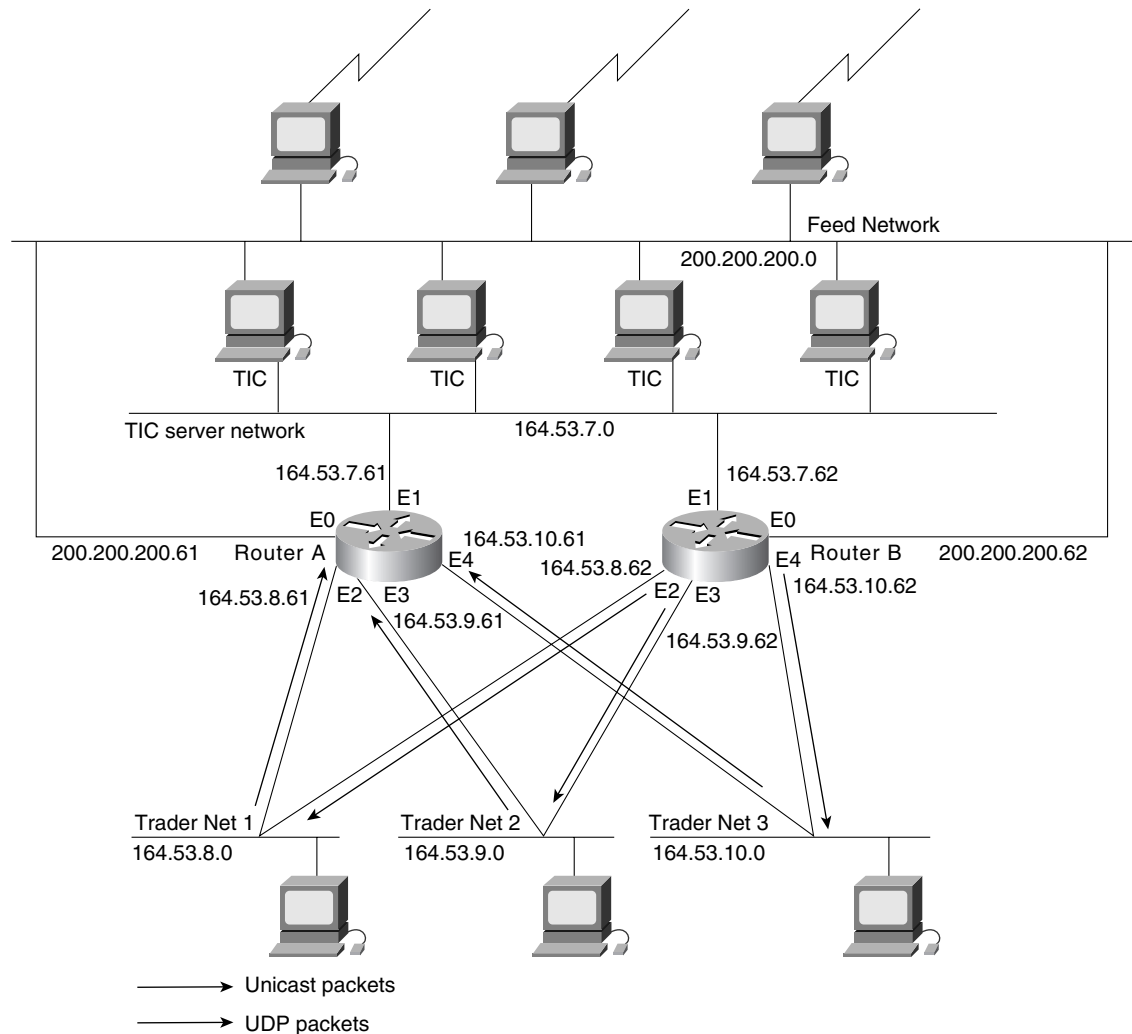 Feed Network
200.200.200.0
TIC
TIC
TIC
TIC
TIC server network
164.53.7.0
164.53.7.61
164.53.7.62
E1
E1
E0
E0
200.200.200.61
Router A
164.53.10.61
E4
164.53.8.62
Router B
200.200.200.62
E4
164.53.8.61
E2
E3
164.53.9.61
E2
E3
164.53.10.62
164.53.9.62
Trader Net 1
164.53.8.0
Trader Net 2
164.53.9.0
Trader Net 3
164.53.10.0
Unicast packets
UDP packets